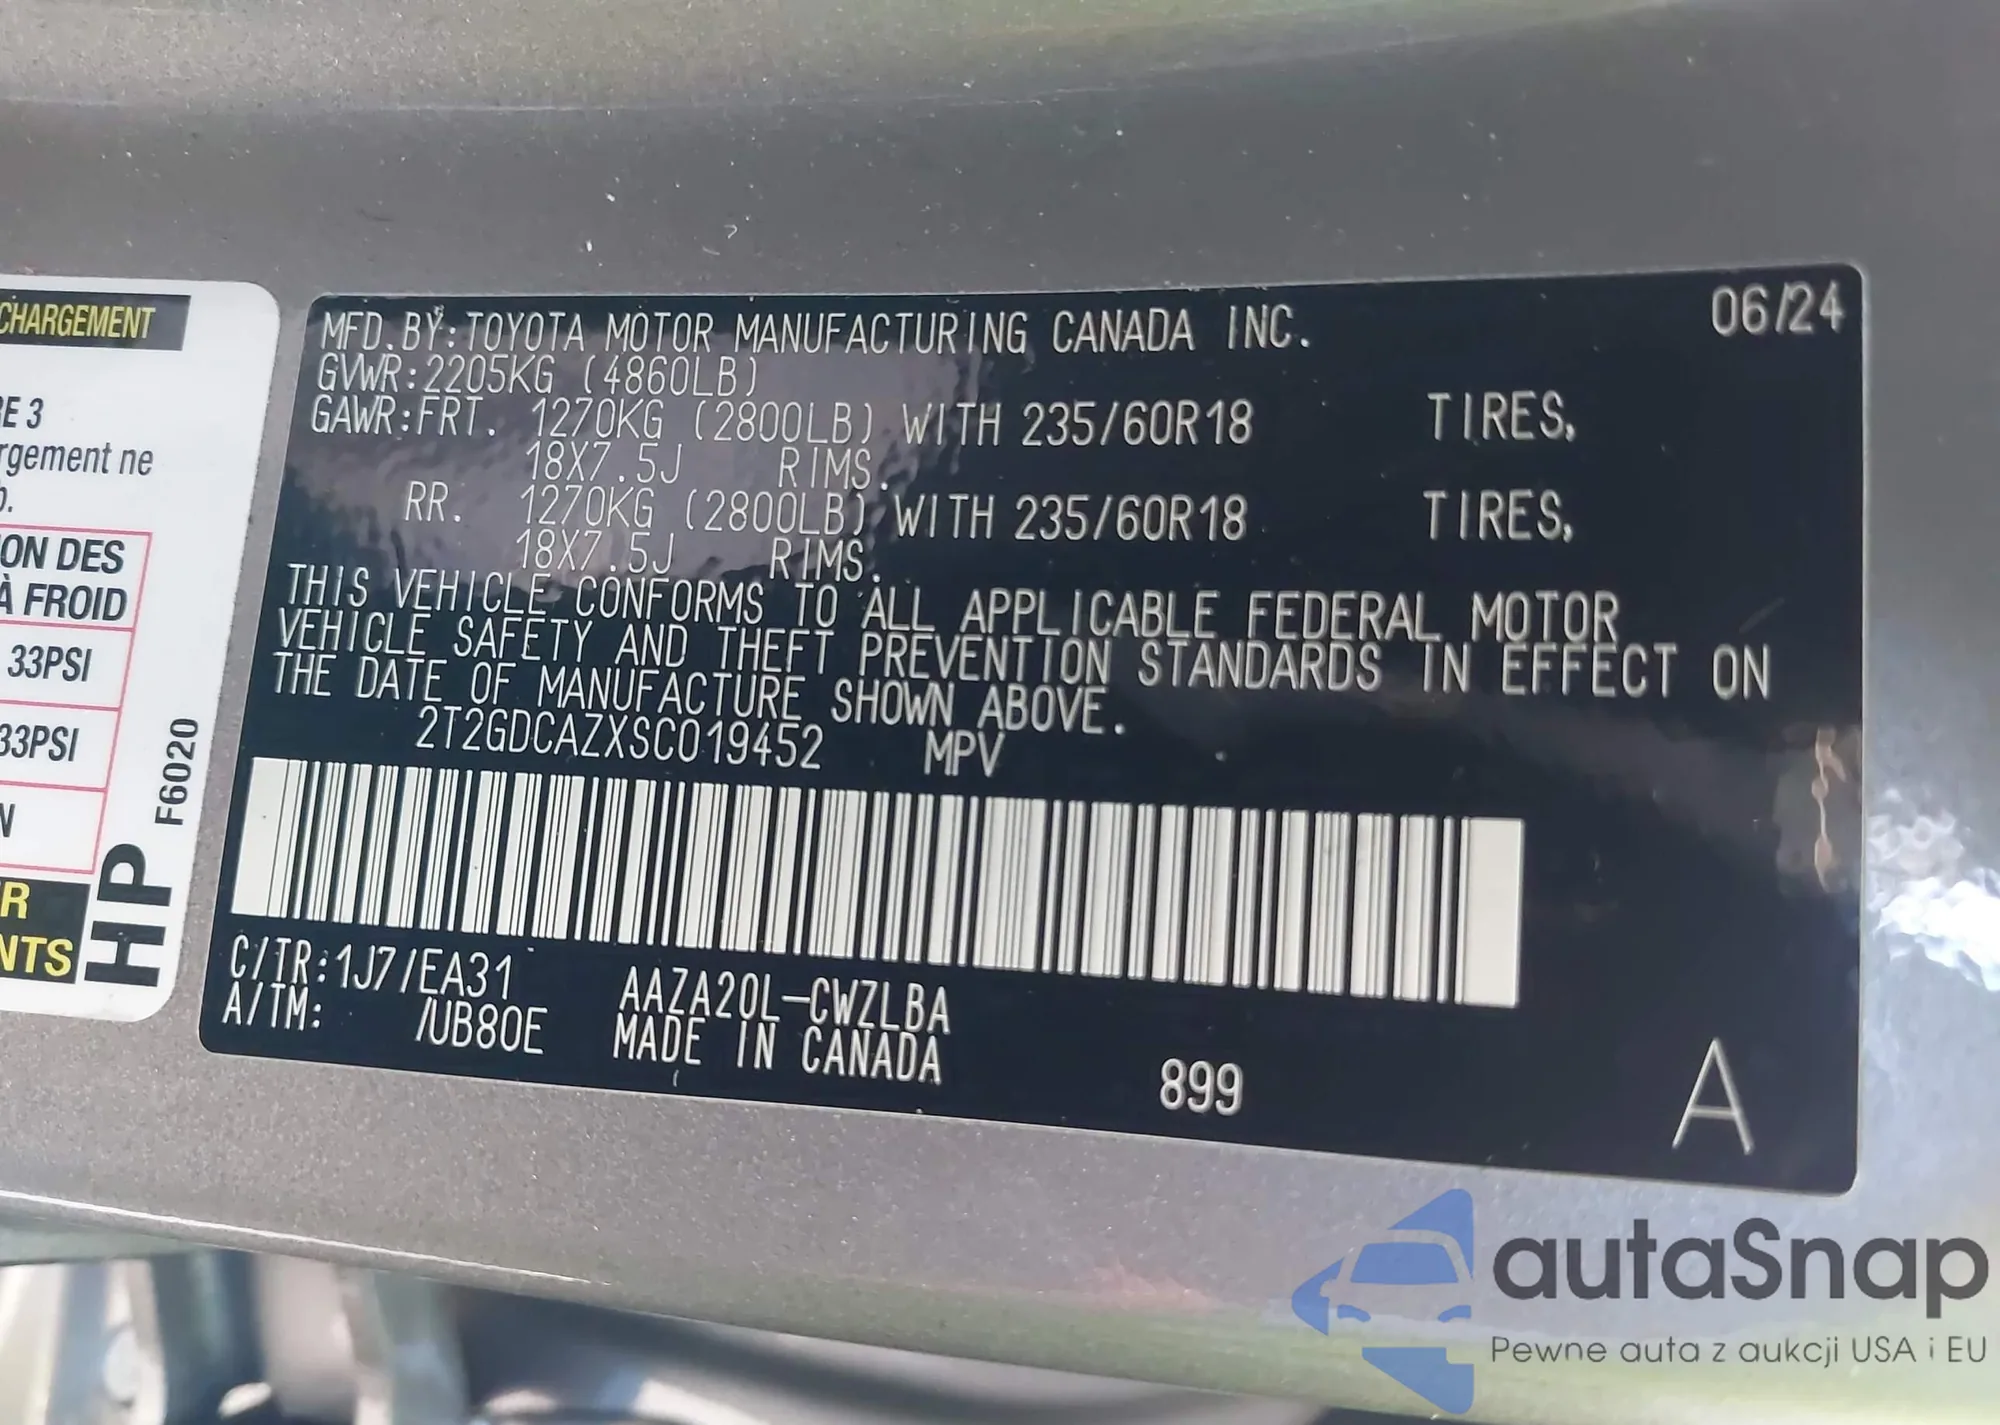 CHARGEMENT
RE 3
rgement ne
b.
ION DES
À FROID
33PSI
33PSI
N
R
NTS
HP
F6020
MFD.BY:TOYOTA MOTOR MANUFACTURING CANADA INC. 06/24
GVWR:2205KG (4860LB)
GAWR:FRT. 1270KG (2800LB) WITH 235/60R18 TIRES,
18X7.5J RIMS.
RR. 1270KG (2800LB) WITH 235/60R18 TIRES,
18X7.5J RIMS.
THIS VEHICLE CONFORMS TO ALL APPLICABLE FEDERAL MOTOR
VEHICLE SAFETY AND THEFT PREVENTION STANDARDS IN EFFECT ON
THE DATE OF MANUFACTURE SHOWN ABOVE.
2T2GDCAZXSC019452 MPV
C/TR:1J7/EA31 AAZA20L-CWZLBA
A/TM: /UB80E MADE IN CANADA
899
A
autaSnap
Pewne auta z aukcji USA i EU